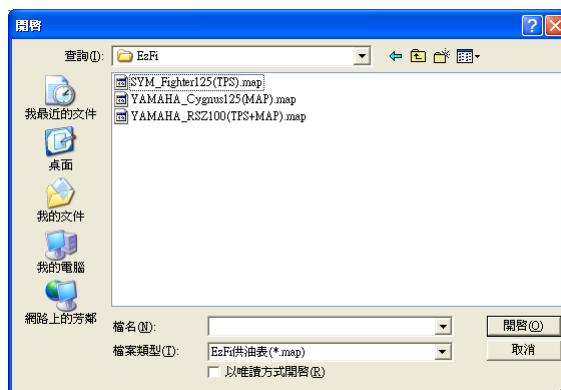 開啓
查詢(I):
EzFi
我最近的文件
桌面
我的文件
我的電腦
網路上的芳鄰
SYM_Fighter125(TPS).map
YAMAHA_Cygnus125(MAP).map
YAMAHA_RSZ100(TPS+MAP).map
檔名(N):
開啓(O)
檔案類型(T):
EzFi供油表(*.map)
取消
以唯讀方式開啓(R)